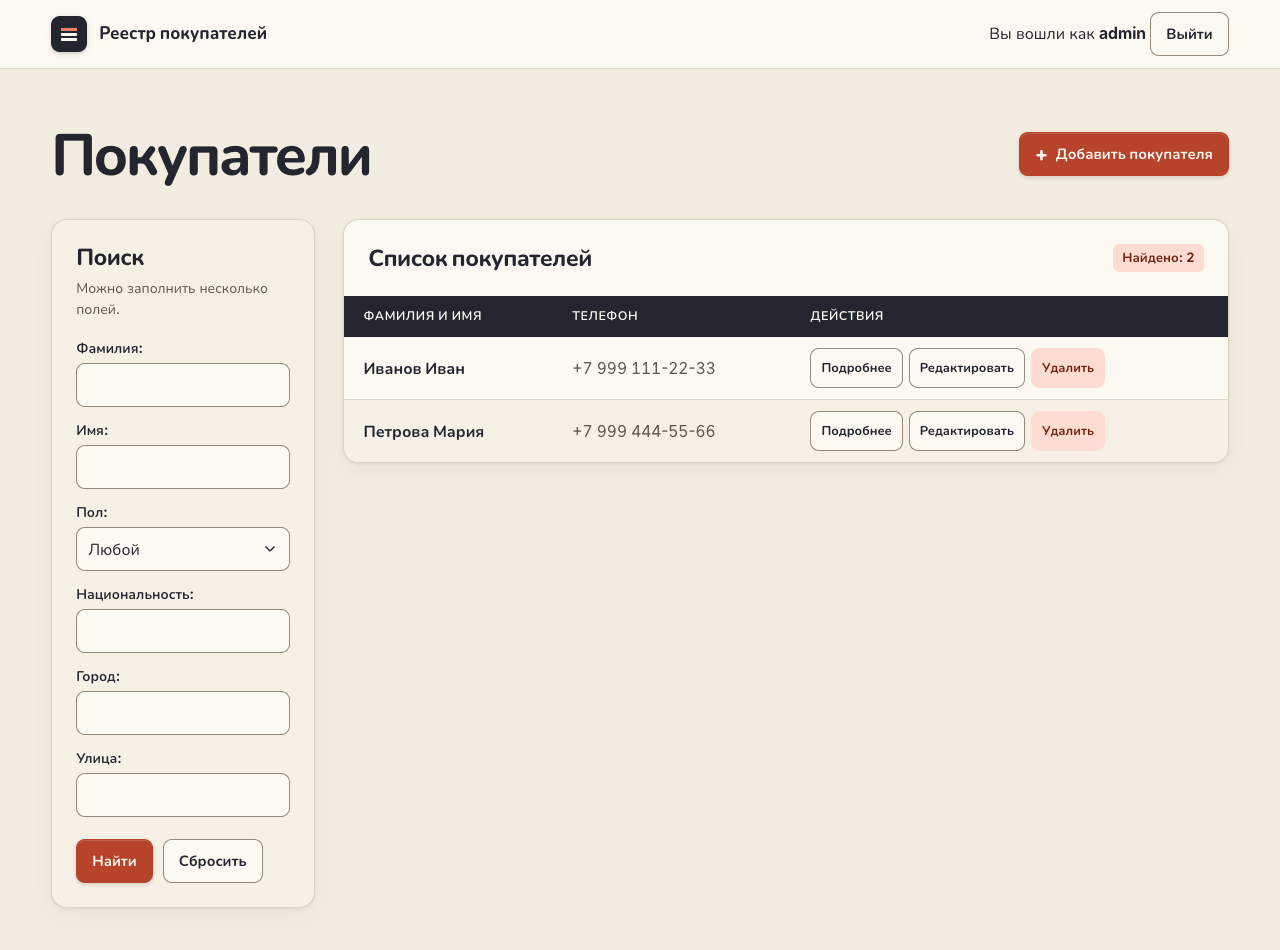 Реестр покупателей
Вы вошли как admin
Выйти
Покупатели
+ Добавить покупателя
Поиск
Можно заполнить несколько
полей.
Фамилия:
Имя:
Пол:
Любой
Национальность:
Город:
Улица:
Найти
Сбросить
Список покупателей
Найдено: 2
ФАМИЛИЯ И ИМЯ
ТЕЛЕФОН
ДЕЙСТВИЯ
Иванов Иван
+7 999 111-22-33
Подробнее
Редактировать
Удалить
Петрова Мария
+7 999 444-55-66
Подробнее
Редактировать
Удалить